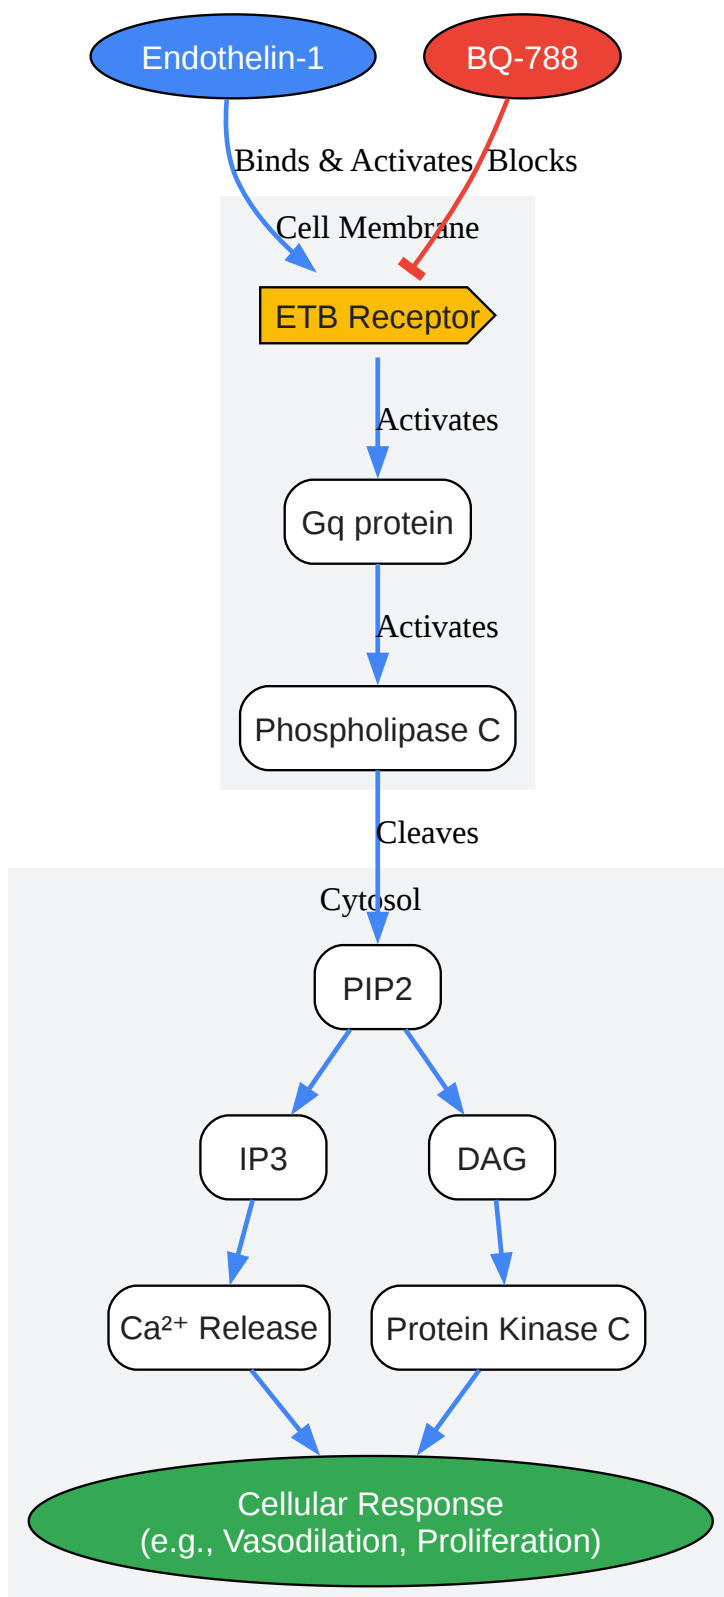 Endothelin-1
BQ-788
Binds & Activates
Blocks
Cell Membrane
ETB Receptor
Activates
Gq protein
Activates
Phospholipase C
Cleaves
Cytosol
PIP2
IP3
DAG
Ca²⁺ Release
Protein Kinase C
Cellular Response
(e.g., Vasodilation, Proliferation)